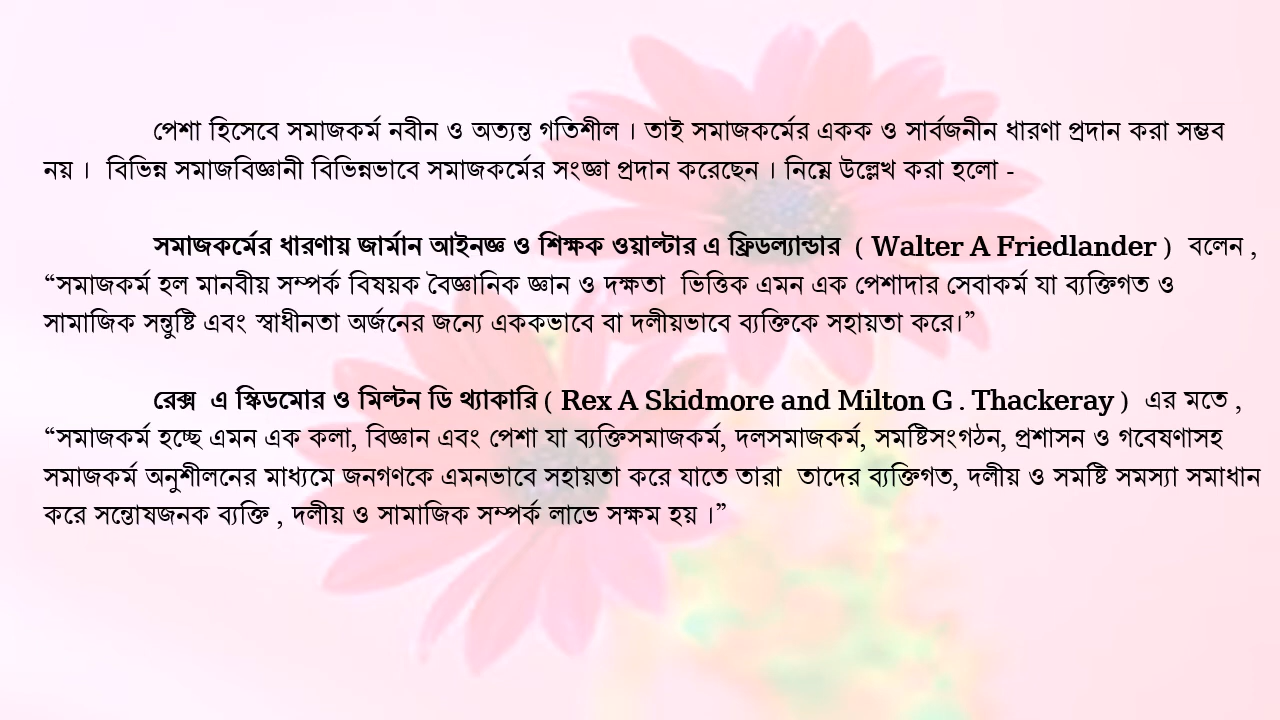 পেশা হিসেবে সমাজকর্ম নবীন ও অত্যন্ত গতিশীল । তাই সমাজকর্মের একক ও সার্বজনীন ধারণা প্রদান করা সম্ভব
নয় । বিভিন্ন সমাজবিজ্ঞানী বিভিন্নভাবে সমাজকর্মের সংজ্ঞা প্রদান করেছেন । নিম্নে উল্লেখ করা হলো -
সমাজকর্মের ধারণায় জার্মান আইনজ্ঞ ও শিক্ষক ওয়াল্টার এ ফ্রিডল্যান্ডার ( Walter A Friedlander ) বলেন ,
“সমাজকর্ম হল মানবীয় সম্পর্ক বিষয়ক বৈজ্ঞানিক জ্ঞান ও দক্ষতা ভিত্তিক এমন এক পেশাদার সেবাকর্ম যা ব্যক্তিগত ও
সামাজিক সন্তুষ্টি এবং স্বাধীনতা অর্জনের জন্যে এককভাবে বা দলীয়ভাবে ব্যক্তিকে সহায়তা করে।”
রেক্স এ স্কিডমোর ও মিল্টন ডি থ্যাকারি ( Rex A Skidmore and Milton G . Thackeray ) এর মতে ,
“সমাজকর্ম হচ্ছে এমন এক কলা, বিজ্ঞান এবং পেশা যা ব্যক্তিসমাজকর্ম, দলসমাজকর্ম, সমষ্টিসংগঠন, প্রশাসন ও গবেষণাসহ
সমাজকর্ম অনুশীলনের মাধ্যমে জনগণকে এমনভাবে সহায়তা করে যাতে তারা তাদের ব্যক্তিগত, দলীয় ও সমষ্টি সমস্যা সমাধান
করে সন্তোষজনক ব্যক্তি , দলীয় ও সামাজিক সম্পর্ক লাভে সক্ষম হয় ।”